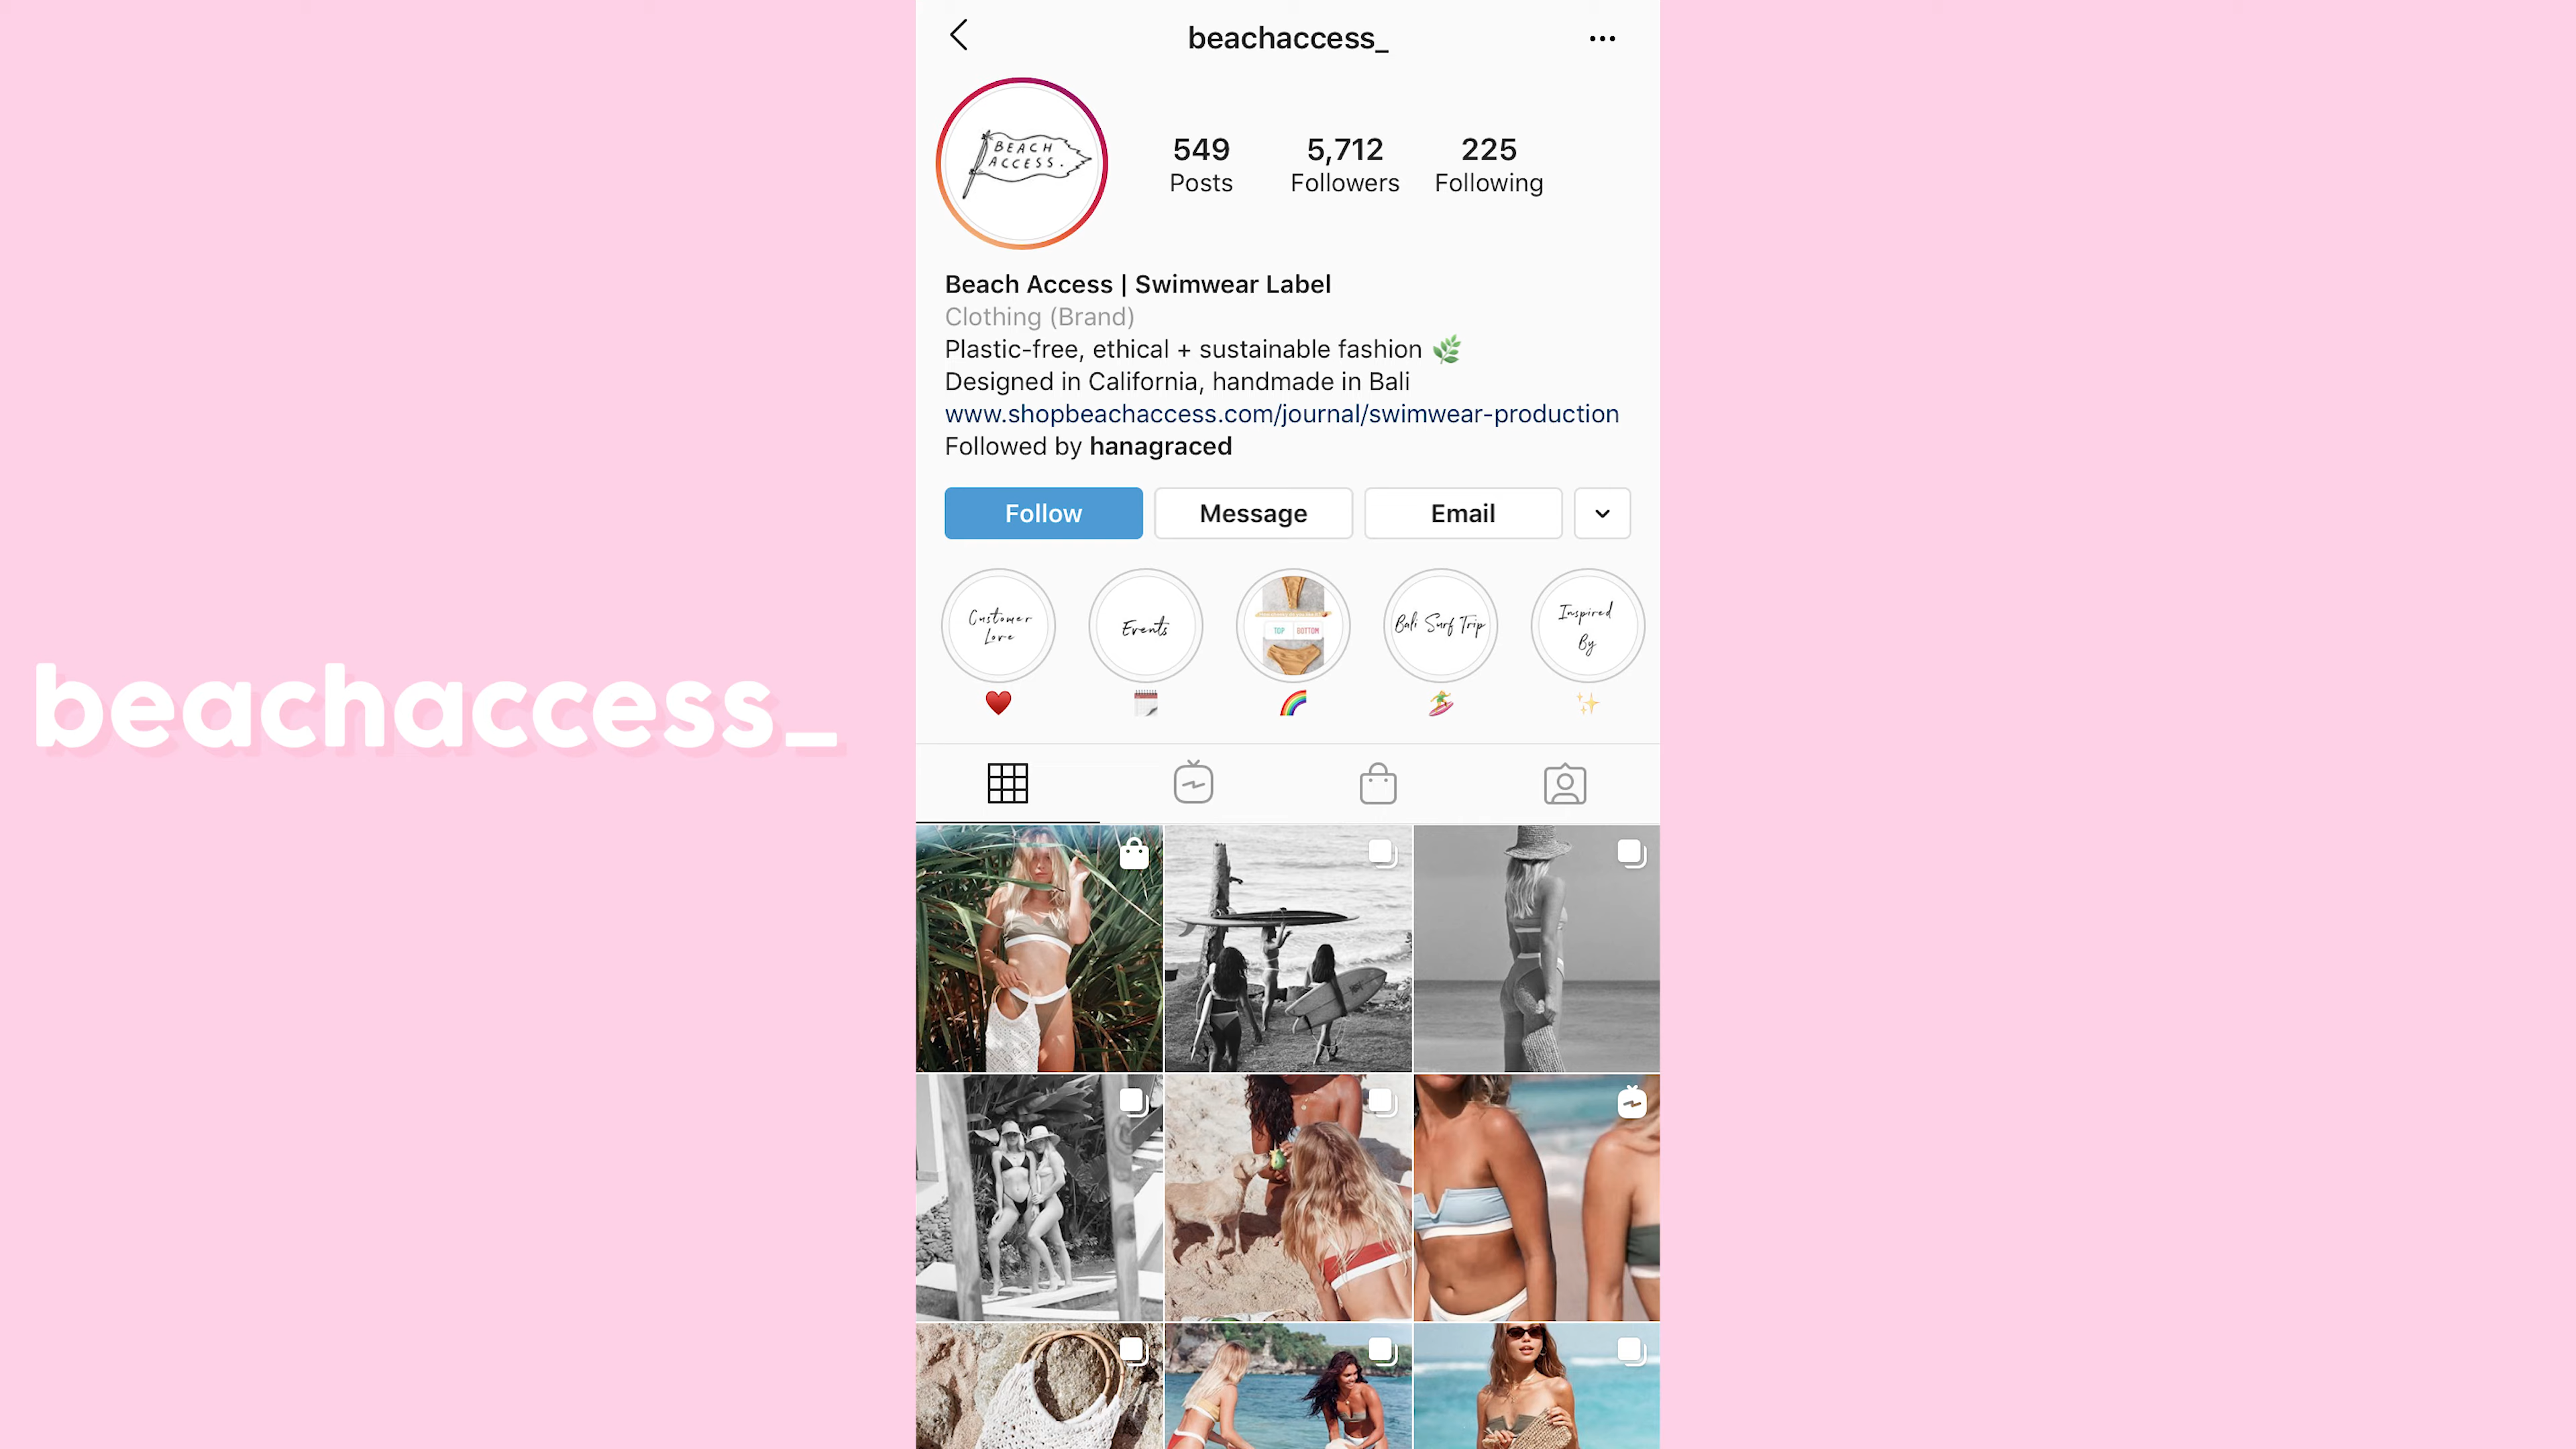 beachaccess_
BEACH
ACCESS.
549
Posts
5,712
Followers
225
Following
Beach Access | Swimwear Label
Clothing (Brand)
Plastic-free, ethical + sustainable fashion 🌿
Designed in California, handmade in Bali
www.shopbeachaccess.com/journal/swimwear-production
Followed by hanagraced
Follow
Message
Email
Customer
Love
Events
TOP
BOTTOM
Bali Surf Trip
Inspired
By
beachaccess_